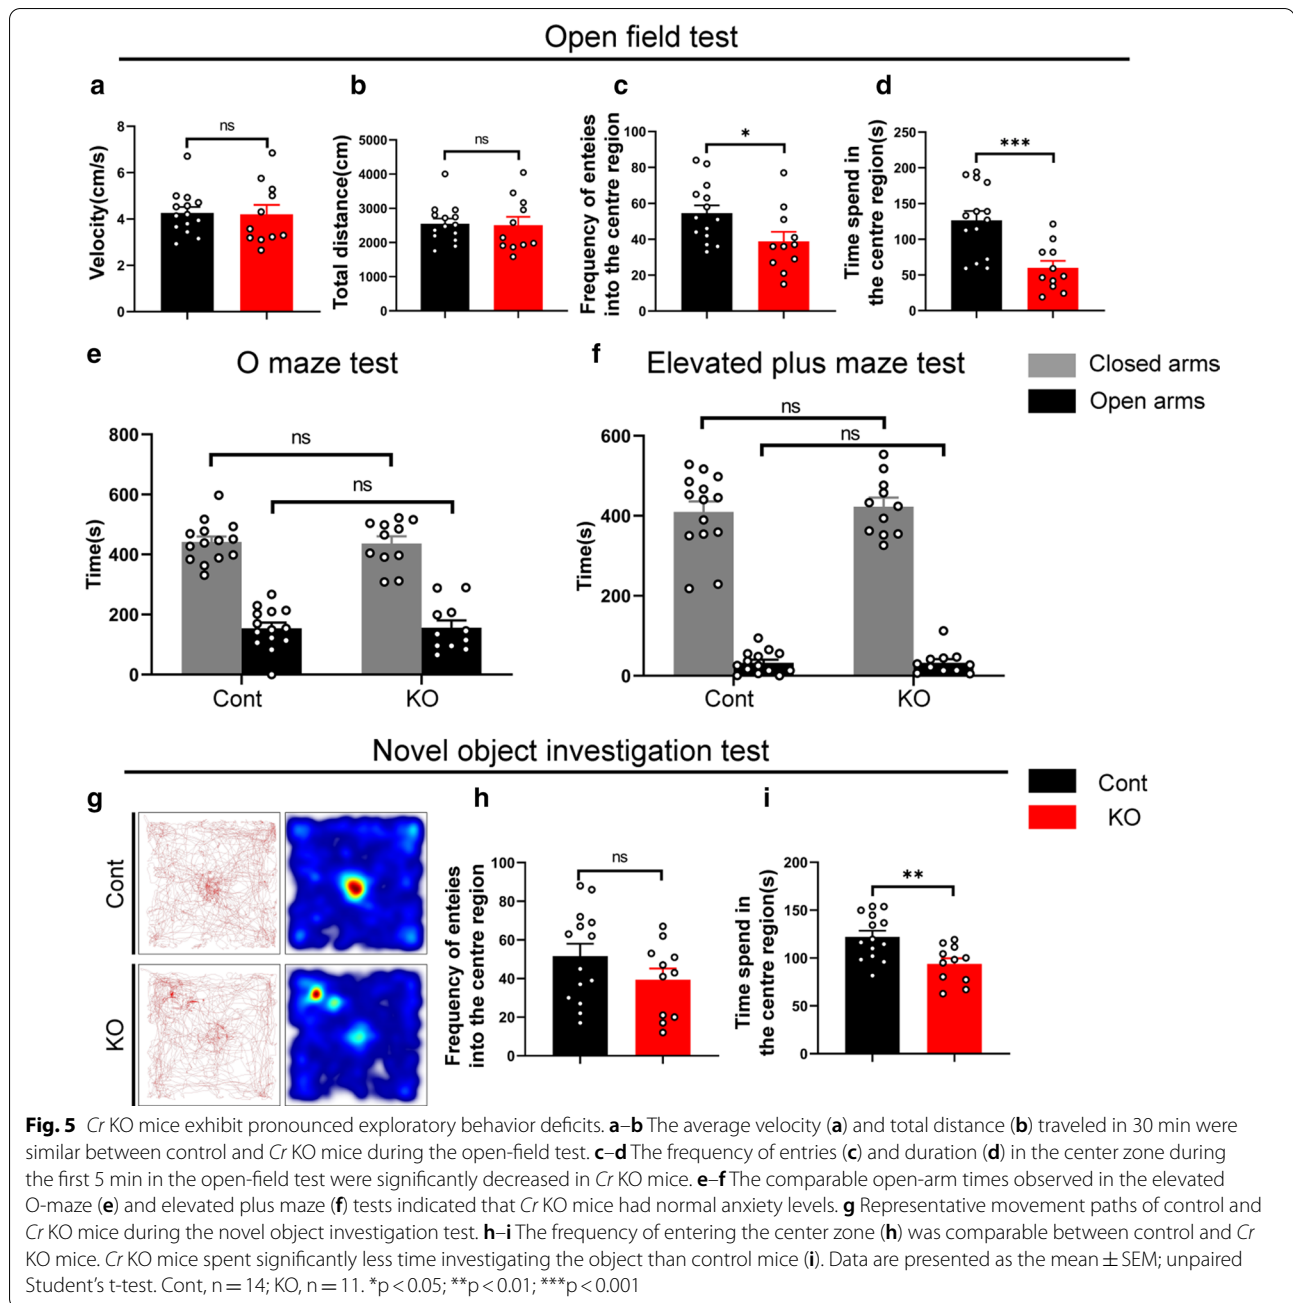 Open field test
a
b
c
d
Velocity(cm/s)
8
6
4
2
0
ns
Total distance(cm)
5000
4000
3000
2000
1000
0
ns
Frequency of enteies
into the centre region
100
80
60
40
20
0
*
Time spend in
the centre region(s)
250
200
150
100
50
0
***
e
O maze test
f
Elevated plus maze test
Closed arms
Open arms
Time(s)
800
600
400
200
0
ns
ns
Cont
KO
Time(s)
600
400
200
0
ns
ns
Cont
KO
Novel object investigation test
Cont
KO
g
Cont
KO
h
Frequency of enteies
into the centre region
100
80
60
40
20
0
ns
i
Time spend in
the centre region(s)
200
150
100
50
0
**
Fig. 5 Cr KO mice exhibit pronounced exploratory behavior deficits. a–b The average velocity (a) and total distance (b) traveled in 30 min were
similar between control and Cr KO mice during the open-field test. c–d The frequency of entries (c) and duration (d) in the center zone during
the first 5 min in the open-field test were significantly decreased in Cr KO mice. e–f The comparable open-arm times observed in the elevated
O-maze (e) and elevated plus maze (f) tests indicated that Cr KO mice had normal anxiety levels. g Representative movement paths of control and
Cr KO mice during the novel object investigation test. h–i The frequency of entering the center zone (h) was comparable between control and Cr
KO mice. Cr KO mice spent significantly less time investigating the object than control mice (i). Data are presented as the mean ± SEM; unpaired
Student's t-test. Cont, n = 14; KO, n = 11. *p < 0.05; **p < 0.01; ***p < 0.001